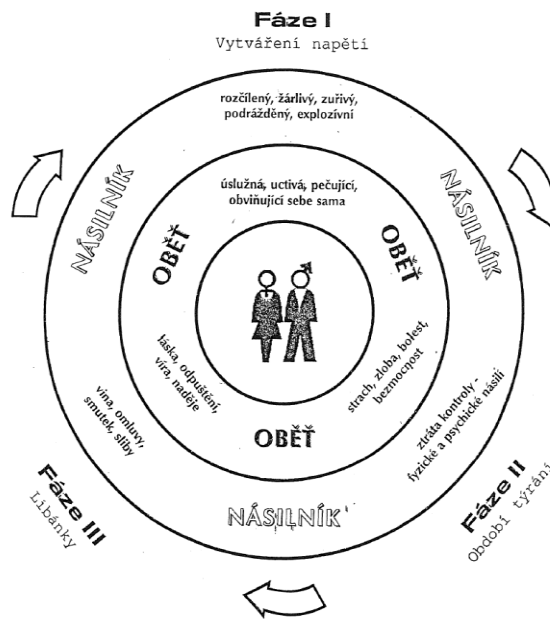 Fáze I
Vytváření napětí
rozčílený, žárlivý, zuřivý,
podrážděný, explozívní
NÁSILNÍK
NÁSILNÍK
úslužná, uctivá, pečující,
obviňující sebe sama
OBĚŤ
OBĚŤ
láska, odpuštění,
víra, naděje
strach, zloba, bolest,
bezmocnost
OBĚŤ
vina, omluvy,
smutek, sliby
ztráta kontroly -
fyzické a psychické násilí
NÁSILNÍK
Fáze III
Líbánky
Fáze II
Období týrání